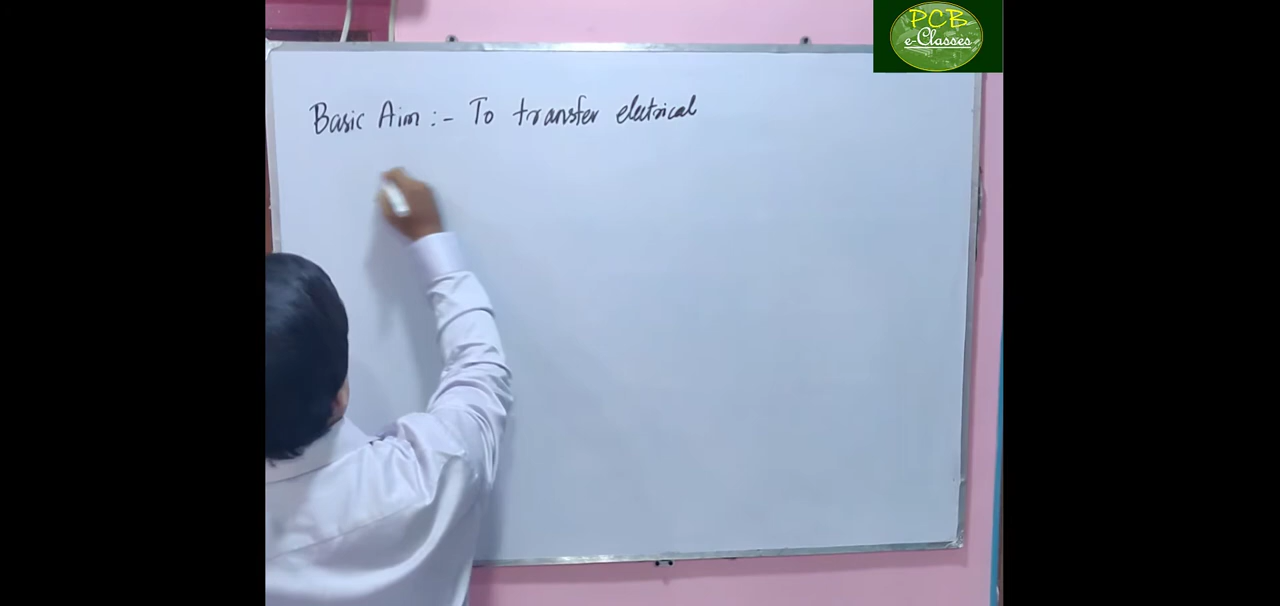 PCB
e-Classes
Basic Aim :- To transfer electrical